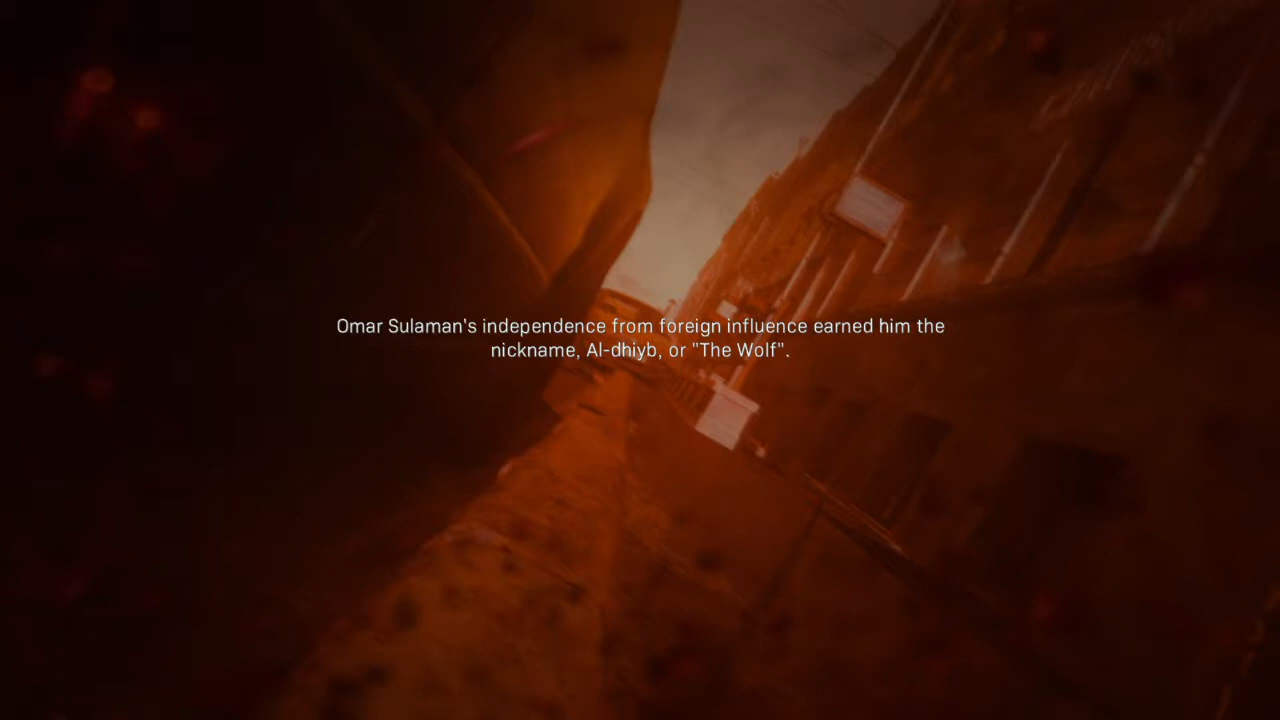 Omar Sulaman's independence from foreign influence earned him the
nickname, Al-dhiyb, or "The Wolf".